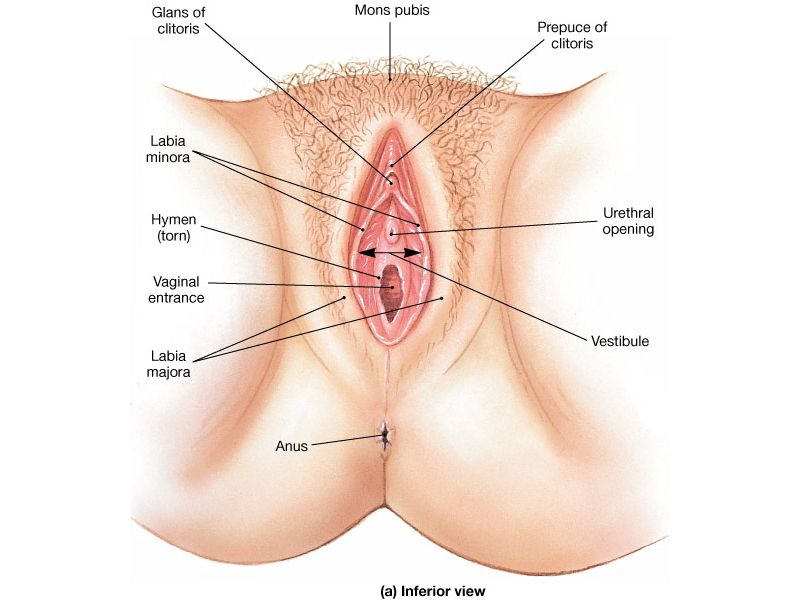 Glans of
clitoris
Mons pubis
Prepuce of
clitoris
Labia
minora
Hymen
(torn)
Urethral
opening
Vaginal
entrance
Vestibule
Labia
majora
Anus
(a) Inferior view